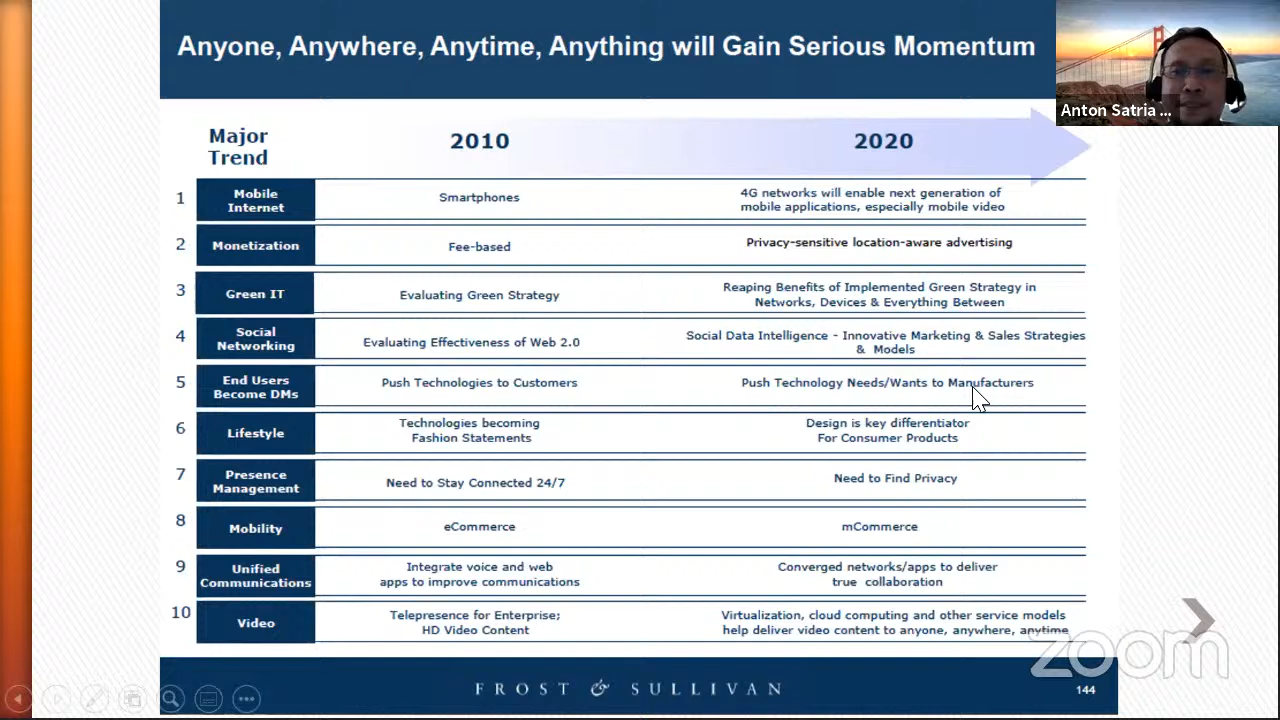 Anyone, Anywhere, Anytime, Anything will Gain Serious Momentum
Anton Satria ...
Major
Trend
2010
2020
1
Mobile
Internet
Smartphones
4G networks will enable next generation of
mobile applications, especially mobile video
2
Monetization
Fee-based
Privacy-sensitive location-aware advertising
3
Green IT
Evaluating Green Strategy
Reaping Benefits of Implemented Green Strategy in
Networks, Devices & Everything Between
4
Social
Networking
Evaluating Effectiveness of Web 2.0
Social Data Intelligence - Innovative Marketing & Sales Strategies
& Models
5
End Users
Become DMs
Push Technologies to Customers
Push Technology Needs/Wants to Manufacturers
6
Lifestyle
Technologies becoming
Fashion Statements
Design is key differentiator
For Consumer Products
7
Presence
Management
Need to Stay Connected 24/7
Need to Find Privacy
8
Mobility
eCommerce
mCommerce
9
Unified
Communications
Integrate voice and web
apps to improve communications
Converged networks/apps to deliver
true collaboration
10
Video
Telepresence for Enterprise;
HD Video Content
Virtualization, cloud computing and other service models
help deliver video content to anyone, anywhere, anytime
zoom
FROST & SULLIVAN
144